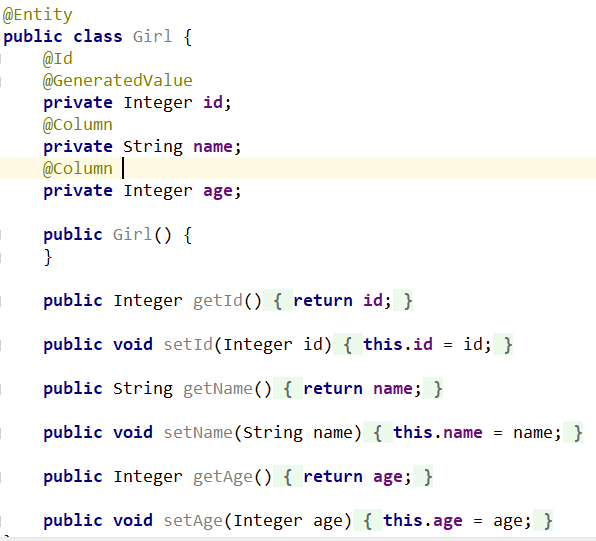 @Entity
public class Girl {
@Id
@GeneratedValue
private Integer id;
@Column
private String name;
@Column
private Integer age;
public Girl() {
}
public Integer getId() { return id; }
public void setId(Integer id) { this.id = id; }
public String getName() { return name; }
public void setName(String name) { this.name = name; }
public Integer getAge() { return age; }
public void setAge(Integer age) { this.age = age; }